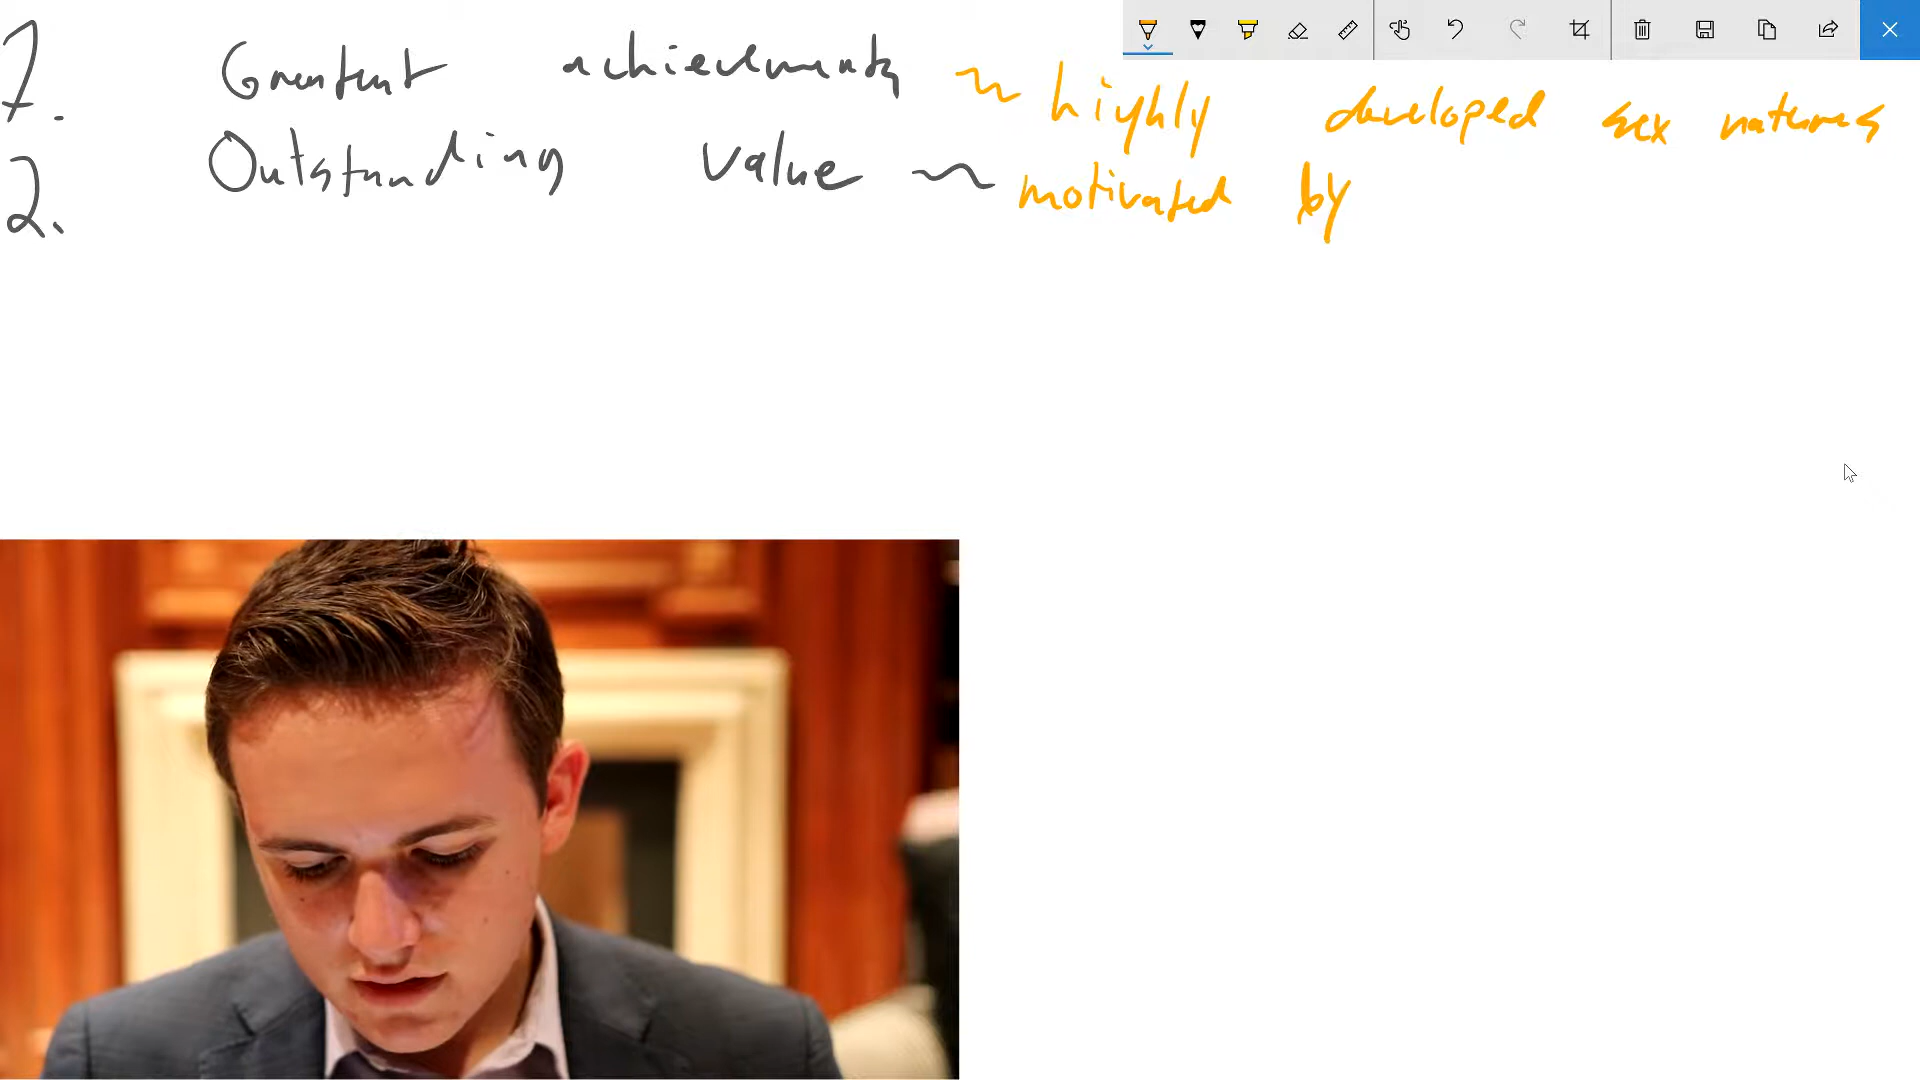 1. Greatest achievements ~ highly developed sex natures
2. Outstanding value ~ motivated by